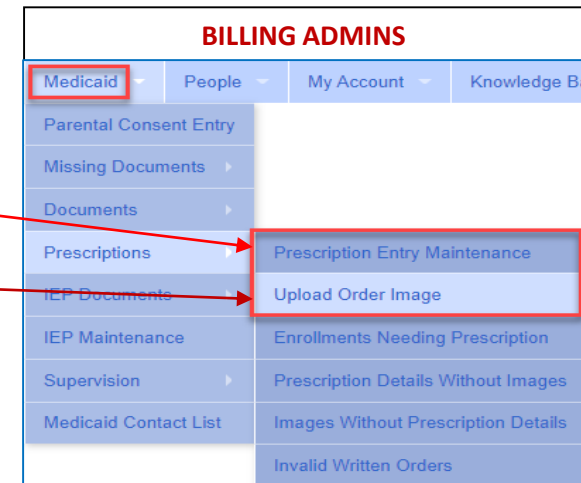 BILLING ADMINS
Medicaid People My Account Knowledge
Parental Consent Entry
Missing Documents
Documents
Prescriptions
IEP Documents
IEP Maintenance
Supervision
Medicaid Contact List
Prescription Entry Maintenance
Upload Order Image
Enrollments Needing Prescription
Prescription Details Without Images
Images Without Prescription Details
Invalid Written Orders